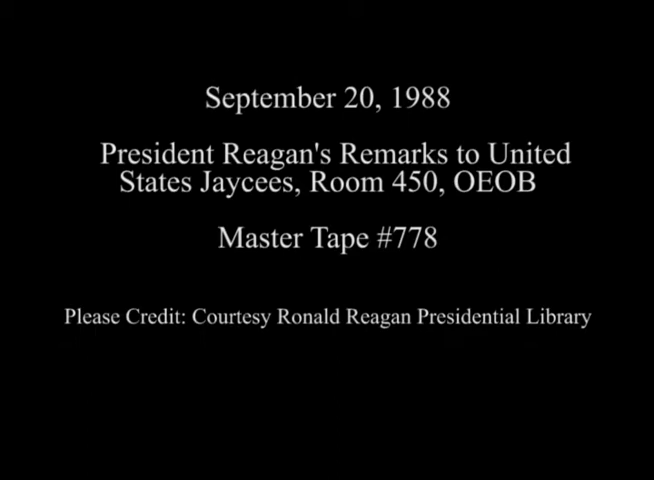 September 20, 1988
President Reagan's Remarks to United
States Jaycees, Room 450, OEOB
Master Tape #778
Please Credit: Courtesy Ronald Reagan Presidential Library